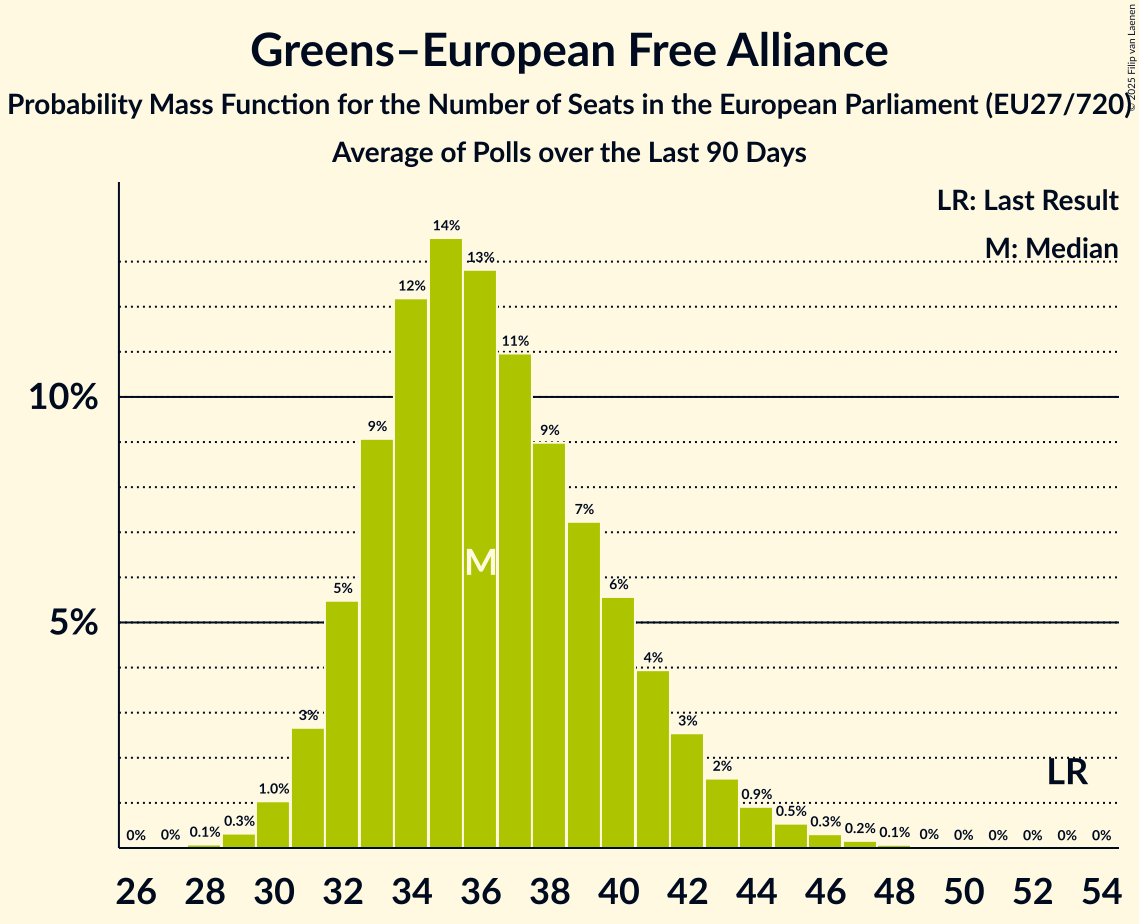 Greens–European Free Alliance
Probability Mass Function for the Number of Seats in the European Parliament (EU27/720)
Average of Polls over the Last 90 Days
© 2025 Filip van Laenen
LR: Last Result
M: Median
14%
13%
12%
11%
10%
9%
9%
7%
M
5%
6%
5%
4%
3%
3%
2%
LR
1.0%
0.9%
0.5%
0% 0% 0.1% 0.3% 0.3% 0.2% 0.1% 0% 0% 0% 0% 0% 0%
26 28 30 32 34 36 38 40 42 44 46 48 50 52 54